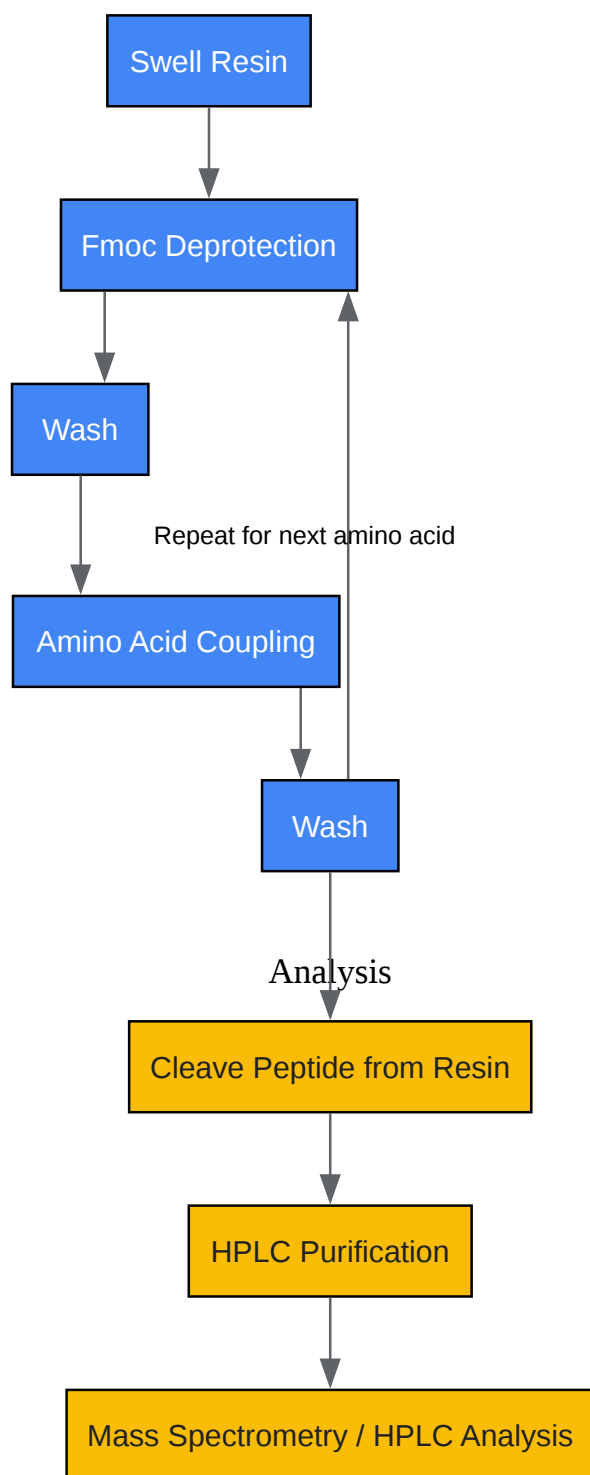 Swell Resin
Fmoc Deprotection
Wash
Repeat for next amino acid
Amino Acid Coupling
Wash
Analysis
Cleave Peptide from Resin
HPLC Purification
Mass Spectrometry / HPLC Analysis